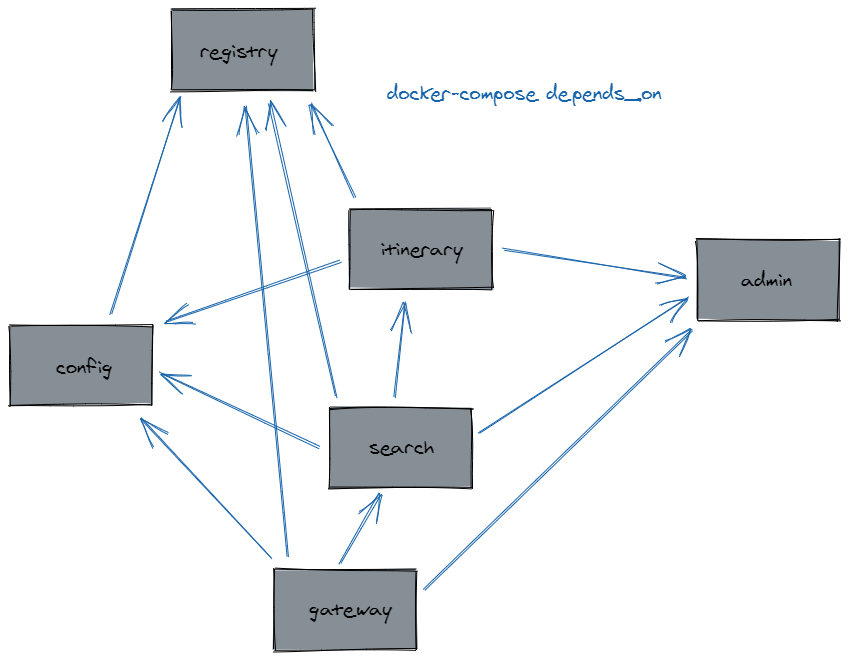 registry
docker-compose depends_on
itinerary
admin
config
search
gateway